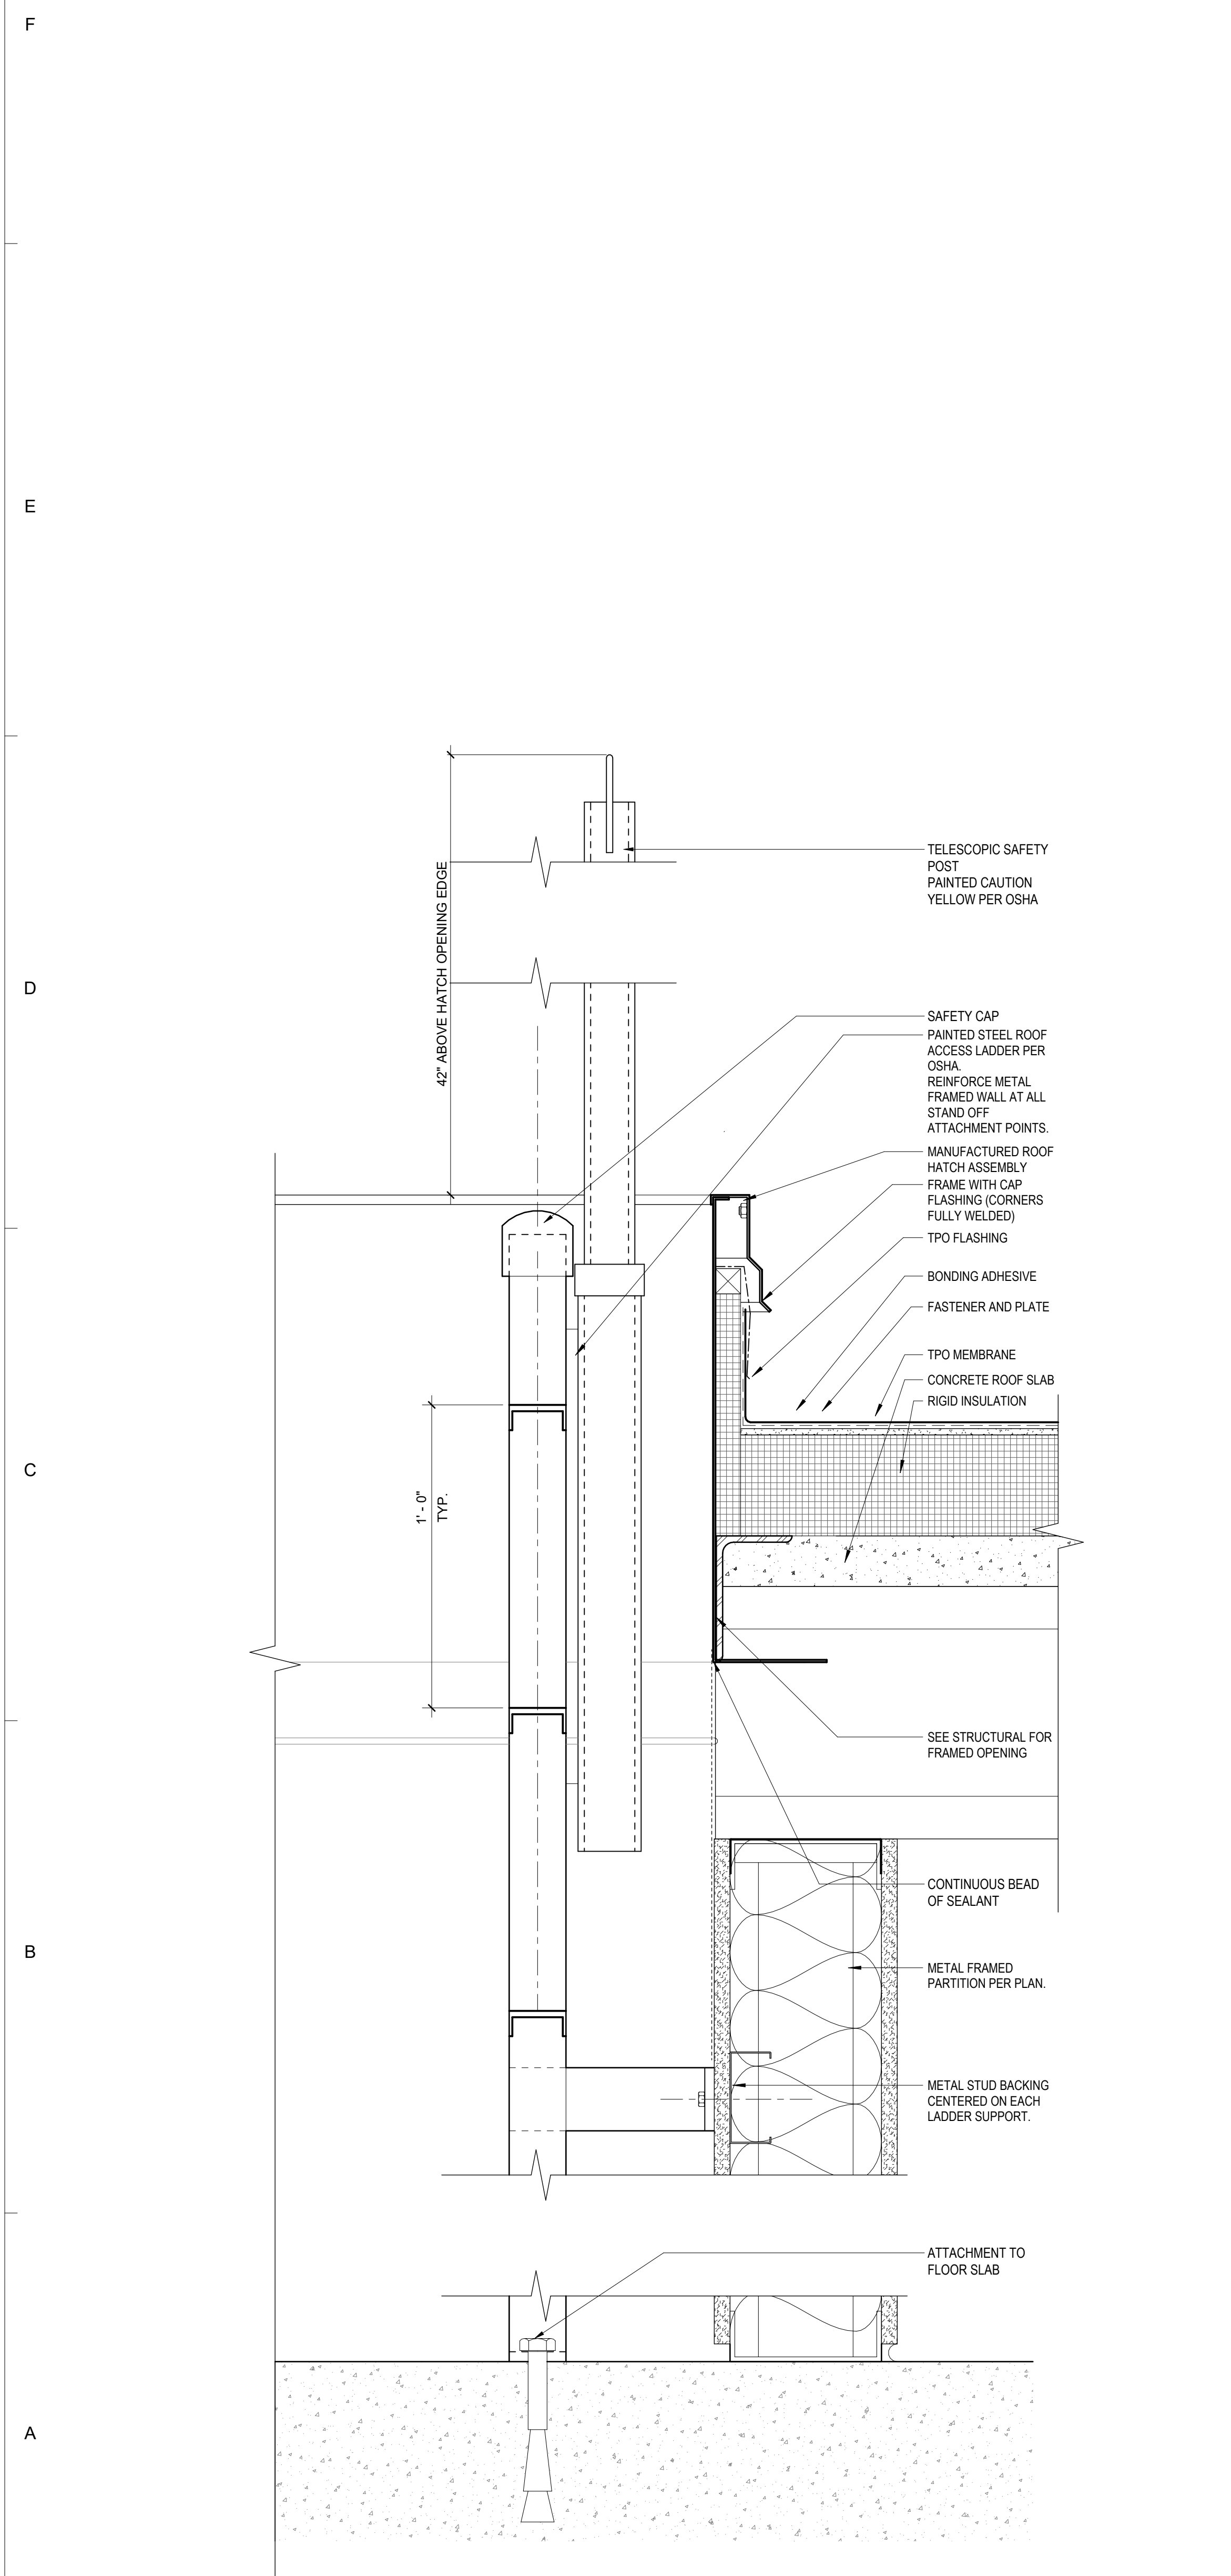 F
E
D
C
B
A
42" ABOVE HATCH OPENING EDGE
1' - 0"
TYP.
TELESCOPIC SAFETY
POST
PAINTED CAUTION
YELLOW PER OSHA
SAFETY CAP
PAINTED STEEL ROOF
ACCESS LADDER PER
OSHA.
REINFORCE METAL
FRAMED WALL AT ALL
STAND OFF
ATTACHMENT POINTS.
MANUFACTURED ROOF
HATCH ASSEMBLY
FRAME WITH CAP
FLASHING (CORNERS
FULLY WELDED)
TPO FLASHING
BONDING ADHESIVE
FASTENER AND PLATE
TPO MEMBRANE
CONCRETE ROOF SLAB
RIGID INSULATION
SEE STRUCTURAL FOR
FRAMED OPENING
CONTINUOUS BEAD
OF SEALANT
METAL FRAMED
PARTITION PER PLAN.
METAL STUD BACKING
CENTERED ON EACH
LADDER SUPPORT.
ATTACHMENT TO
FLOOR SLAB